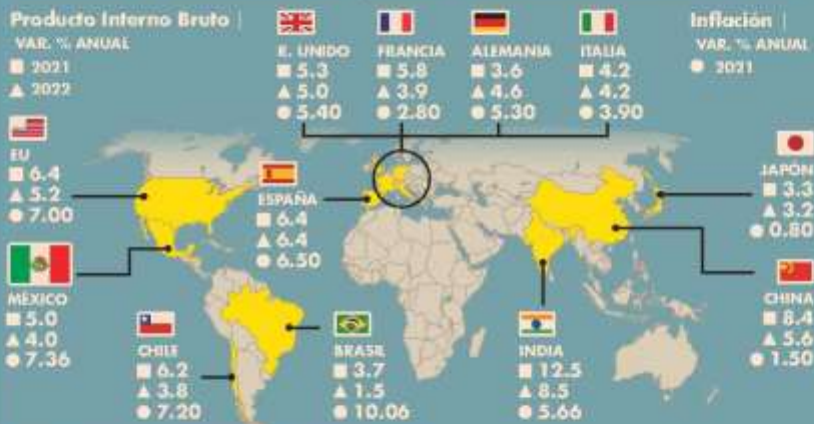 Producto Interno Bruto
VAR. % ANUAL
■ 2021
▲ 2022
Inflación
VAR. % ANUAL
● 2021
R. UNIDO
■ 5.3
▲ 5.0
● 5.40
FRANCIA
■ 5.8
▲ 3.9
● 2.80
ALEMANIA
■ 3.6
▲ 4.6
● 5.30
ITALIA
■ 4.2
▲ 4.2
● 3.90
EU
■ 6.4
▲ 5.2
● 7.00
ESPAÑA
■ 6.4
▲ 6.4
● 6.50
JAPÓN
■ 3.3
▲ 3.2
● 0.80
MÉXICO
■ 5.0
▲ 4.0
● 7.36
CHILE
■ 6.2
▲ 3.8
● 7.20
BRASIL
■ 3.7
▲ 1.5
● 10.06
INDIA
■ 12.5
▲ 8.5
● 5.66
CHINA
■ 8.4
▲ 5.6
● 1.50